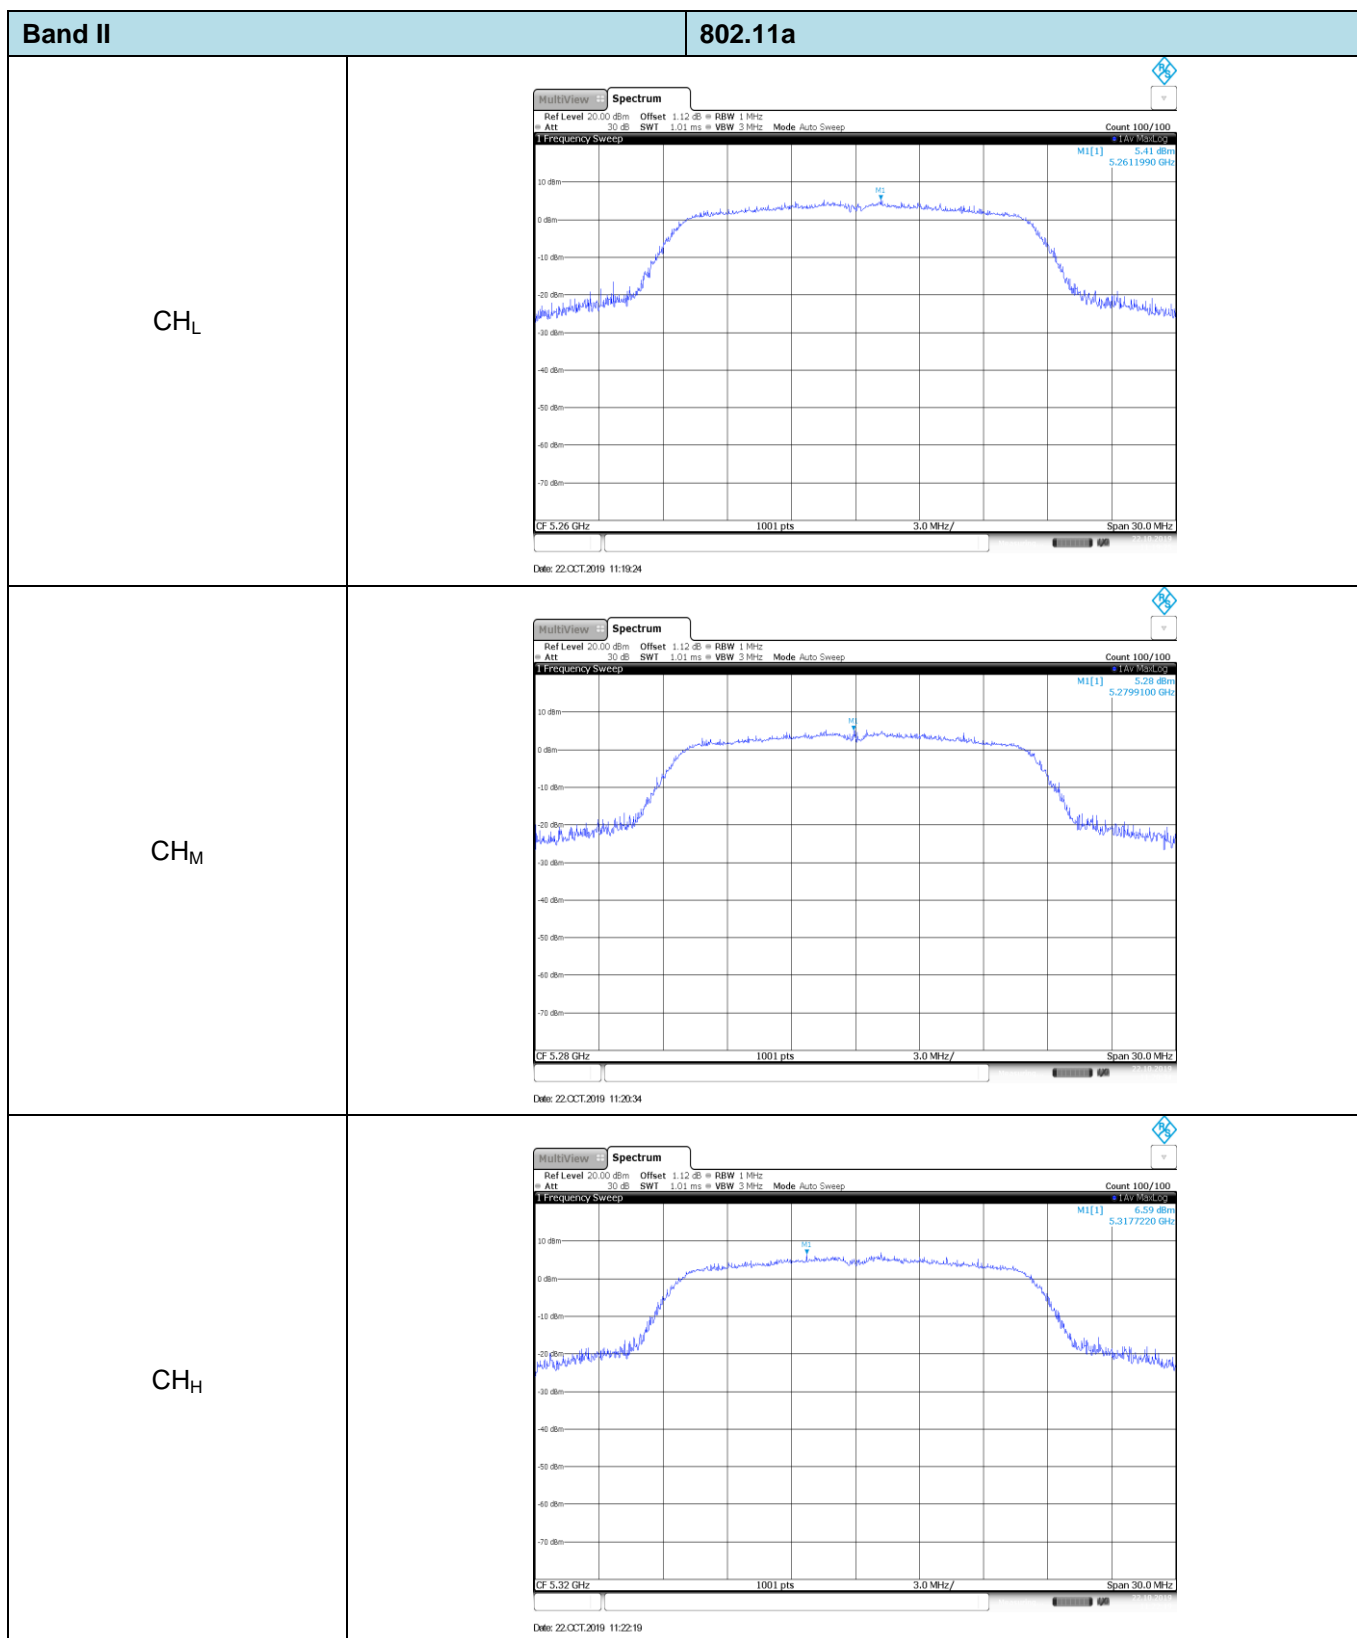 Band II 802.11a
CHL
MultiView Spectrum
Ref Level 20.00 dBm Offset 1.12 dB RBW 1 MHz
Att 30 dB SWT 1.01 ms VBW 3 MHz Mode Auto Sweep Count 100/100
1 Frequency Sweep 1Av MaxLog
M1[1] 5.41 dBm
5.2611990 GHz
10 dBm
M1
0 dBm
-10 dBm
-20 dBm
-30 dBm
-40 dBm
-50 dBm
-60 dBm
-70 dBm
CF 5.26 GHz 1001 pts 3.0 MHz/ Span 30.0 MHz
22.10.2019
Date: 22.OCT.2019 11:19:24
CHM
MultiView Spectrum
Ref Level 20.00 dBm Offset 1.12 dB RBW 1 MHz
Att 30 dB SWT 1.01 ms VBW 3 MHz Mode Auto Sweep Count 100/100
1 Frequency Sweep 1Av MaxLog
M1[1] 5.28 dBm
5.2799100 GHz
10 dBm
M1
0 dBm
-10 dBm
-20 dBm
-30 dBm
-40 dBm
-50 dBm
-60 dBm
-70 dBm
CF 5.28 GHz 1001 pts 3.0 MHz/ Span 30.0 MHz
22.10.2019
Date: 22.OCT.2019 11:20:34
CHH
MultiView Spectrum
Ref Level 20.00 dBm Offset 1.12 dB RBW 1 MHz
Att 30 dB SWT 1.01 ms VBW 3 MHz Mode Auto Sweep Count 100/100
1 Frequency Sweep 1Av MaxLog
M1[1] 6.59 dBm
5.3177220 GHz
10 dBm
M1
0 dBm
-10 dBm
-20 dBm
-30 dBm
-40 dBm
-50 dBm
-60 dBm
-70 dBm
CF 5.32 GHz 1001 pts 3.0 MHz/ Span 30.0 MHz
22.10.2019
Date: 22.OCT.2019 11:22:19